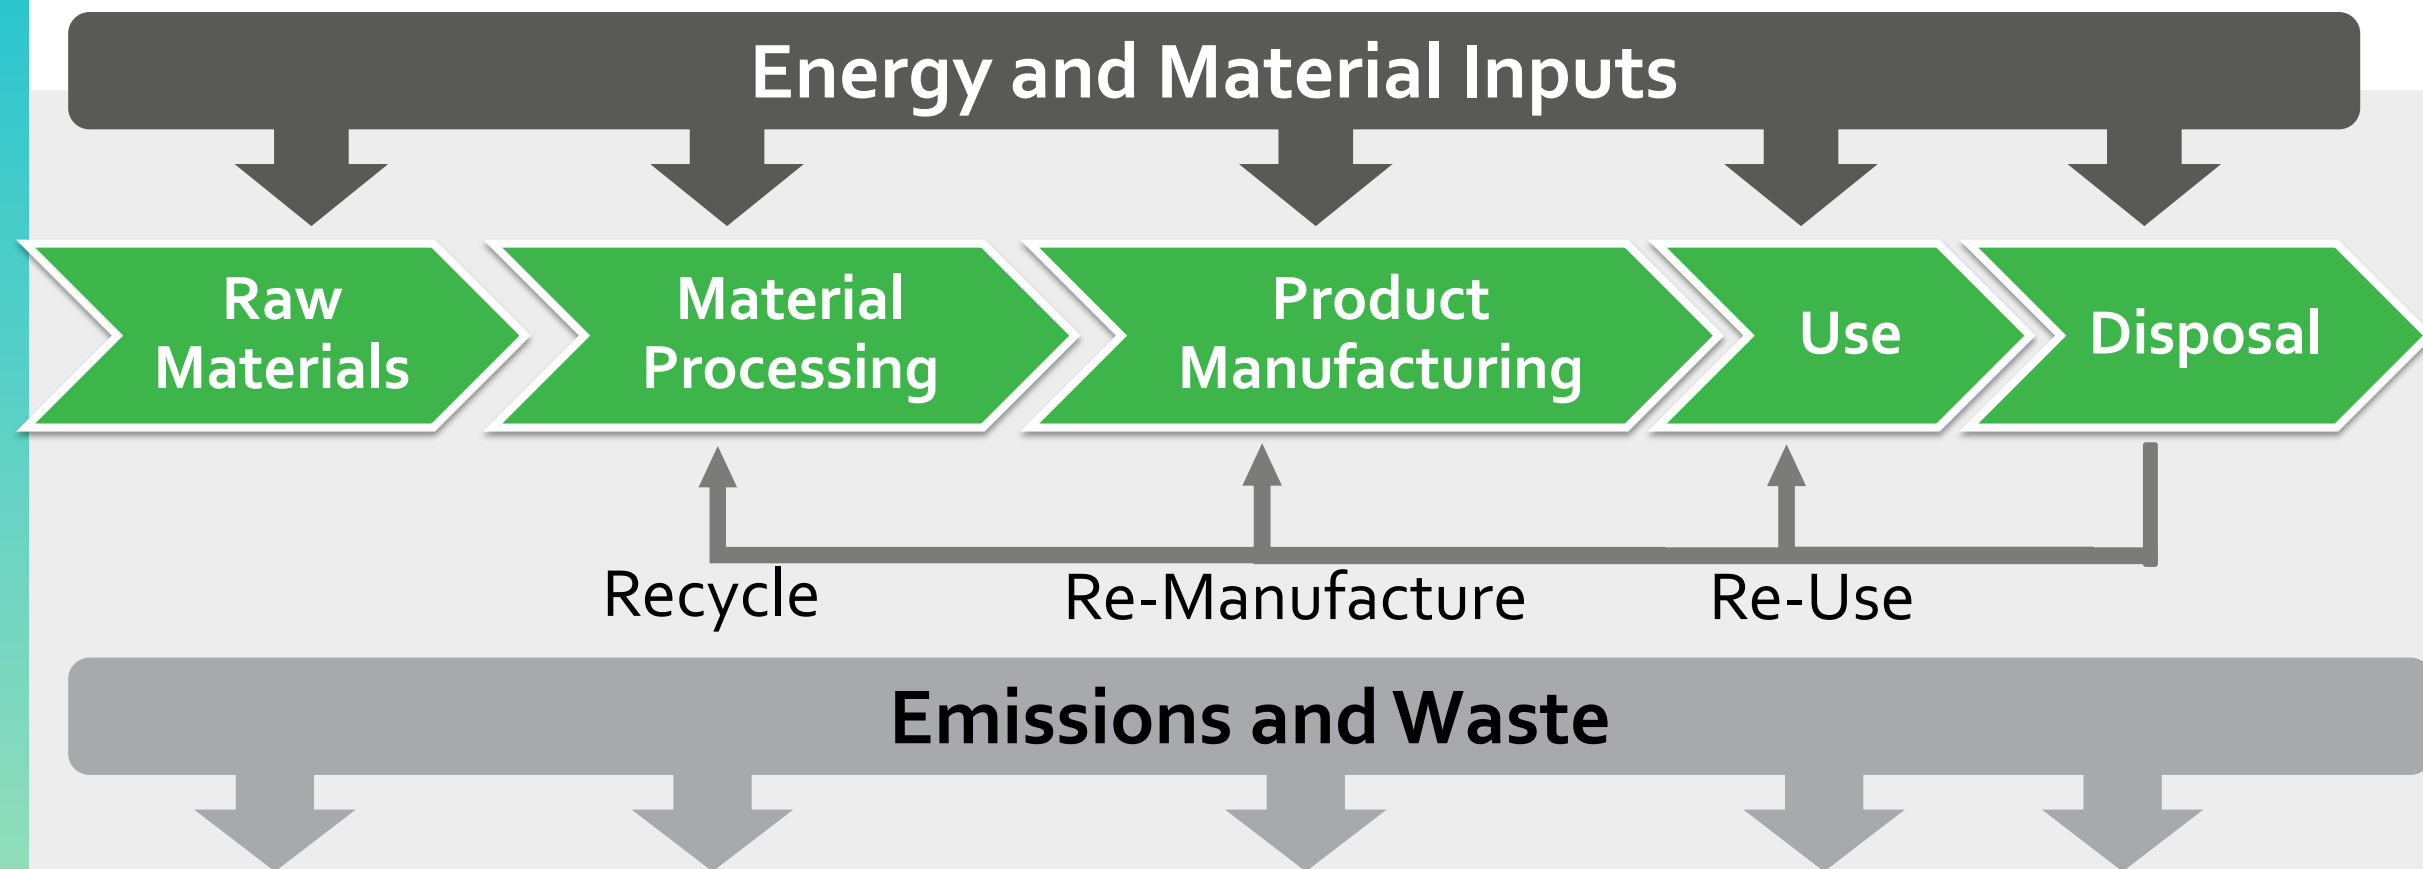 Energy and Material Inputs
Raw
Materials
Material
Processing
Product
Manufacturing
Use
Disposal
Recycle
Re-Manufacture
Re-Use
Emissions and Waste